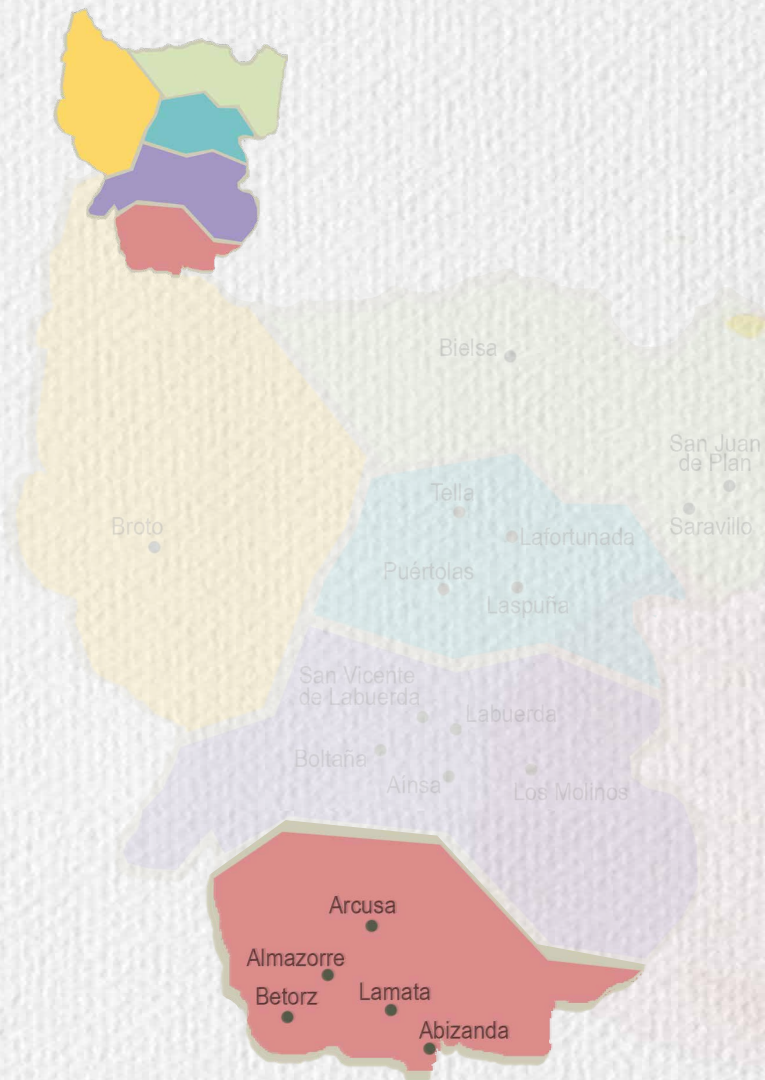 Bielsa
San Juan
de Plan
Tella
Saravillo
Broto
Lafortunada
Puértolas
Laspuña
San Vicente
de Labuerda
Labuerda
Boltaña
Ainsa
Los Molinos
Arcusa
Almazorre
Betorz
Lamata
Abizanda